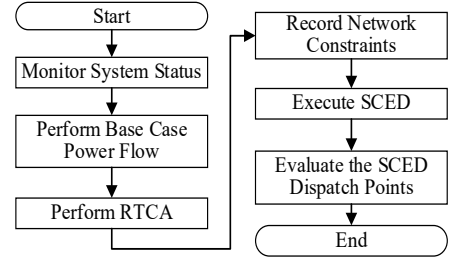 Start
Monitor System Status
Perform Base Case
Power Flow
Perform RTCA
Record Network
Constraints
Execute SCED
Evaluate the SCED
Dispatch Points
End